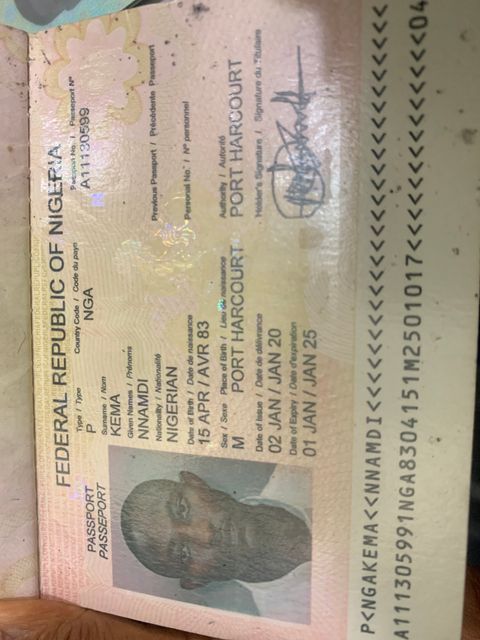 FEDERAL REPUBLIC OF NIGERIA
PASSPORT
PASSEPORT
Type / Type Country Code / Code du pays Passport No. / Passeport Nº
P NGA A11130599
Surname / Nom
KEMA
Given Names / Prénoms
NNAMDI
Nationality / Nationalité Previous Passport / Précédente Passeport
NIGERIAN
Date of Birth / Date de naissance Personal No. / Nº personnel
15 APR / AVR 83
Sex / Sexe Place of Birth / Lieu de naissance Authority / Autorité
M PORT HARCOURT PORT HARCOURT
Date of Issue / Date de délivrance Holder's Signature / Signature du Titulaire
02 JAN / JAN 20
Date of Expiry / Date d'expiration
01 JAN / JAN 25
P<NGAKEMA<<NNAMDI<<<<<<<<<<<<<<<<<<<<<<<<<<<
A111305991NGA8304151M2501017<<<<<<<<<<<<<<04